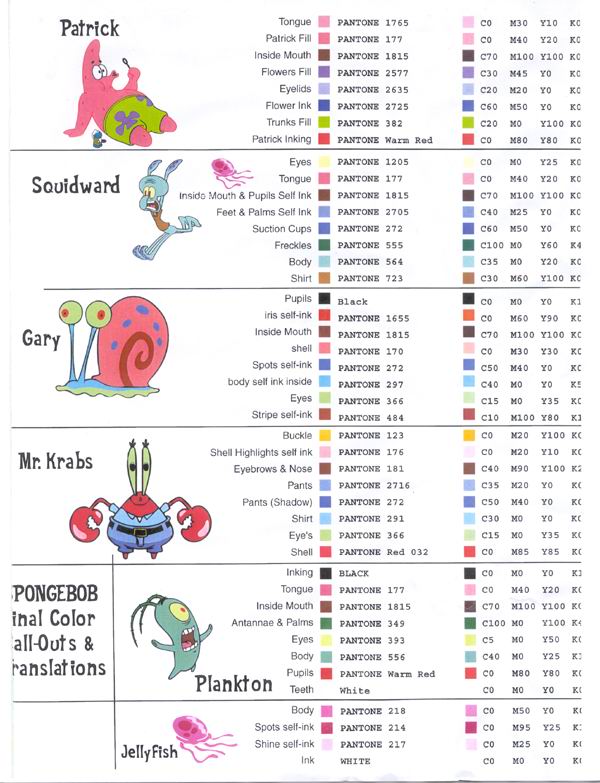 Patrick
Tongue PANTONE 1765 C0 M30 Y10 K0
Patrick Fill PANTONE 177 C0 M40 Y20 K0
Inside Mouth PANTONE 1815 C70 M100 Y100 K0
Flowers Fill PANTONE 2577 C30 M45 Y0 K0
Eyelids PANTONE 2635 C20 M20 Y0 K0
Flower Ink PANTONE 2725 C60 M50 Y0 K0
Trunks Fill PANTONE 382 C20 M0 Y100 K0
Patrick Inking PANTONE Warm Red C0 M80 Y80 K0
Squidward
Eyes PANTONE 1205 C0 M0 Y25 K0
Tongue PANTONE 177 C0 M40 Y20 K0
Inside Mouth & Pupils Self Ink PANTONE 1815 C70 M100 Y100 K0
Feet & Palms Self Ink PANTONE 2705 C40 M25 Y0 K0
Suction Cups PANTONE 272 C60 M50 Y0 K0
Freckles PANTONE 555 C100 M0 Y60 K4
Body PANTONE 564 C35 M0 Y20 K0
Shirt PANTONE 723 C30 M60 Y100 K0
Gary
Pupils Black C0 M0 Y0 K1
iris self-ink PANTONE 1655 C0 M60 Y90 K0
Inside Mouth PANTONE 1815 C70 M100 Y100 K0
shell PANTONE 170 C0 M30 Y30 K0
Spots self-ink PANTONE 272 C50 M40 Y0 K0
body self ink inside PANTONE 297 C40 M0 Y0 K5
Eyes PANTONE 366 C15 M0 Y35 K0
Stripe self-ink PANTONE 484 C10 M100 Y80 K1
Mr. Krabs
Buckle PANTONE 123 C0 M20 Y100 K0
Shell Highlights self ink PANTONE 176 C0 M20 Y10 K0
Eyebrows & Nose PANTONE 181 C40 M90 Y100 K2
Pants PANTONE 2716 C35 M20 Y0 K0
Pants (Shadow) PANTONE 272 C50 M40 Y0 K0
Shirt PANTONE 291 C30 M0 Y0 K0
Eye's PANTONE 366 C15 M0 Y35 K0
Shell PANTONE Red 032 C0 M85 Y85 K0
PONGEBOB
inal Color
all-Outs &
ranslations
Plankton
Inking BLACK C0 M0 Y0 K1
Tongue PANTONE 177 C0 M40 Y20 K0
Inside Mouth PANTONE 1815 C70 M100 Y100 K0
Antannae & Palms PANTONE 349 C100 M0 Y100 K4
Eyes PANTONE 393 C5 M0 Y50 K0
Body PANTONE 556 C40 M0 Y25 K1
Pupils PANTONE Warm Red C0 M80 Y80 K0
Teeth White C0 M0 Y0 K0
JellyFish
Body PANTONE 218 C0 M50 Y0 K0
Spots self-ink PANTONE 214 C0 M95 Y25 K1
Shine self-ink PANTONE 217 C0 M25 Y0 K0
Ink WHITE C0 M0 Y0 K0